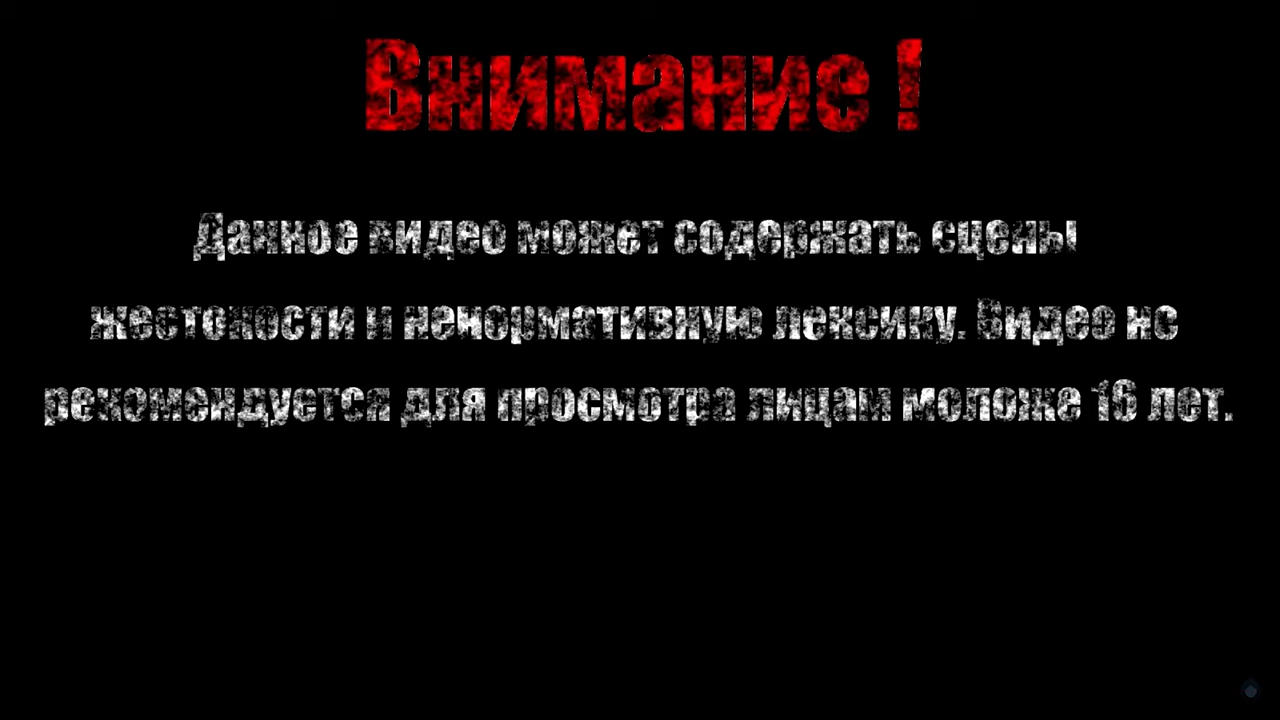 Внимание !
Данное видео может содержать сцены
жестокости и ненормативную лексику. Видео не
рекомендуется для просмотра лицам моложе 16 лет.